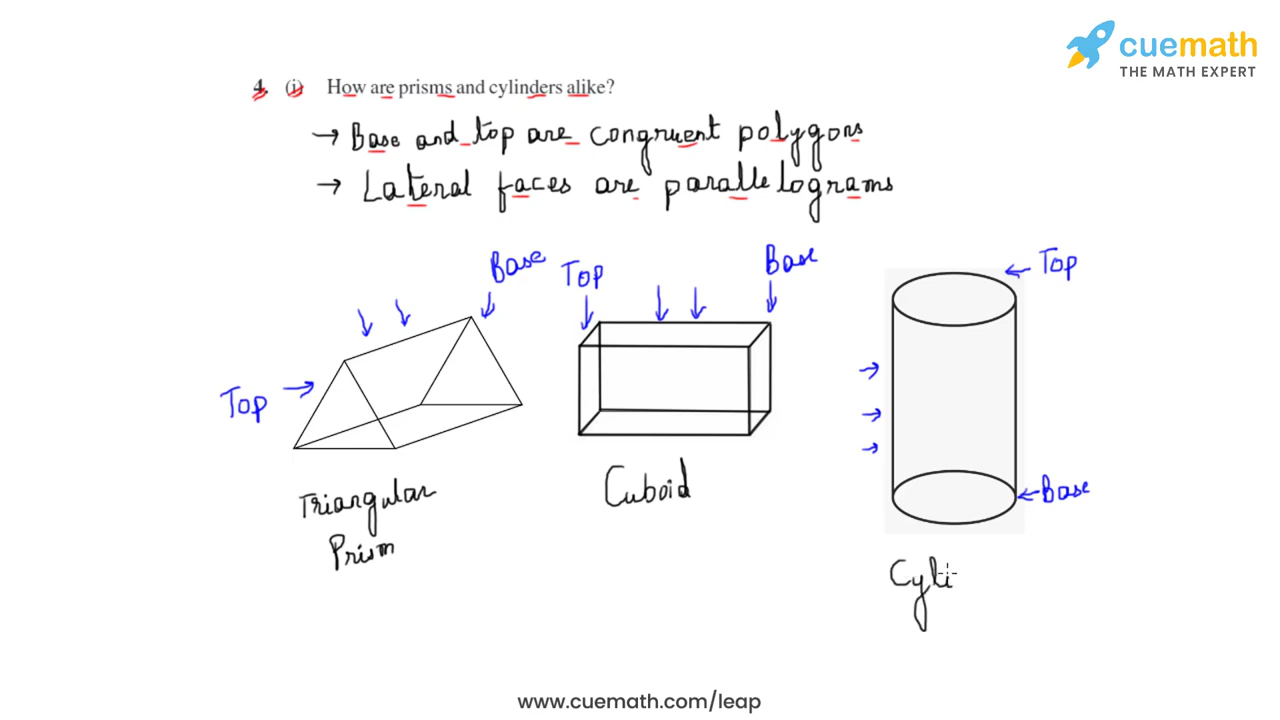 cuemath
THE MATH EXPERT
4. (i) How are prisms and cylinders alike?
→ Base and top are congruent polygons
→ Lateral faces are parallelograms
Base
Top
Base
Top
Top
Base
Cuboid
Triangular
Prism
Cyli
www.cuemath.com/leap